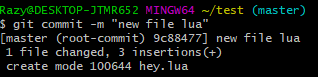 Razy@DESKTOP-JTMR652 MINGW64 ~/test (master)
$ git commit -m "new file lua"
[master (root-commit) 9c88477] new file lua
 1 file changed, 3 insertions(+)
 create mode 100644 hey.lua